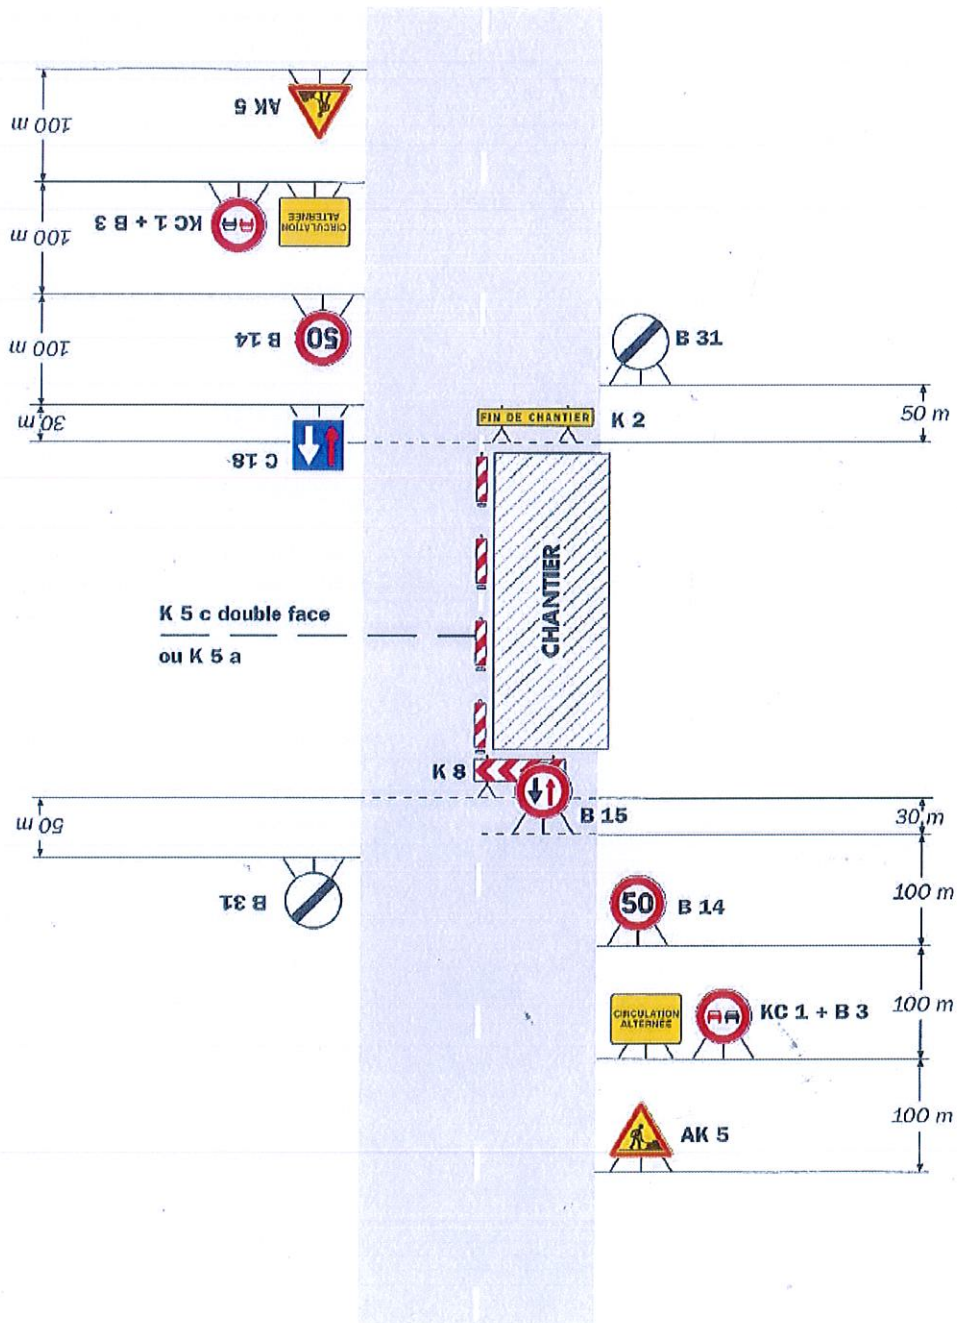 AK 5
100 m
KC 1 + B 3
CIRCULATION
ALTERNÉE
100 m
50
B 14
100 m
B 31
30 m
50 m
FIN DE CHANTIER
K 2
C 18
CHANTIER
K 5 c double face
ou K 5 a
K 8
B 15
50 m
30 m
B 31
50
B 14
100 m
CIRCULATION
ALTERNÉE
KC 1 + B 3
100 m
AK 5
100 m